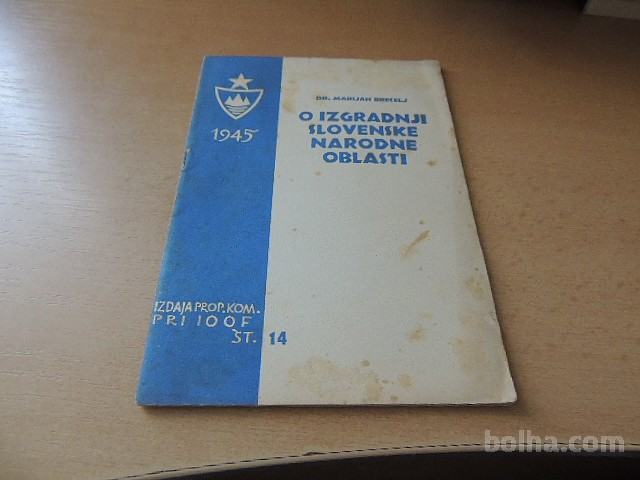 1945
DR. MARIJAN BRECELJ
O IZGRADNJI
SLOVENSKE
NARODNE
OBLASTI
IZDAJA PROP. KOM.
PRI IOOF
ŠT. 14
bolha.com